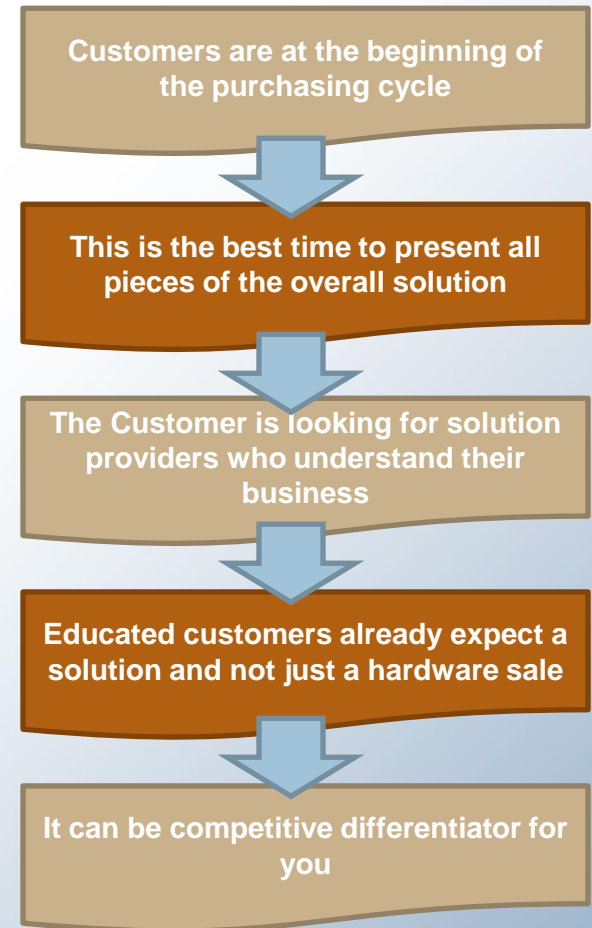 Customers are at the beginning of
the purchasing cycle
This is the best time to present all
pieces of the overall solution
The Customer is looking for solution
providers who understand their
business
Educated customers already expect a
solution and not just a hardware sale
It can be competitive differentiator for
you